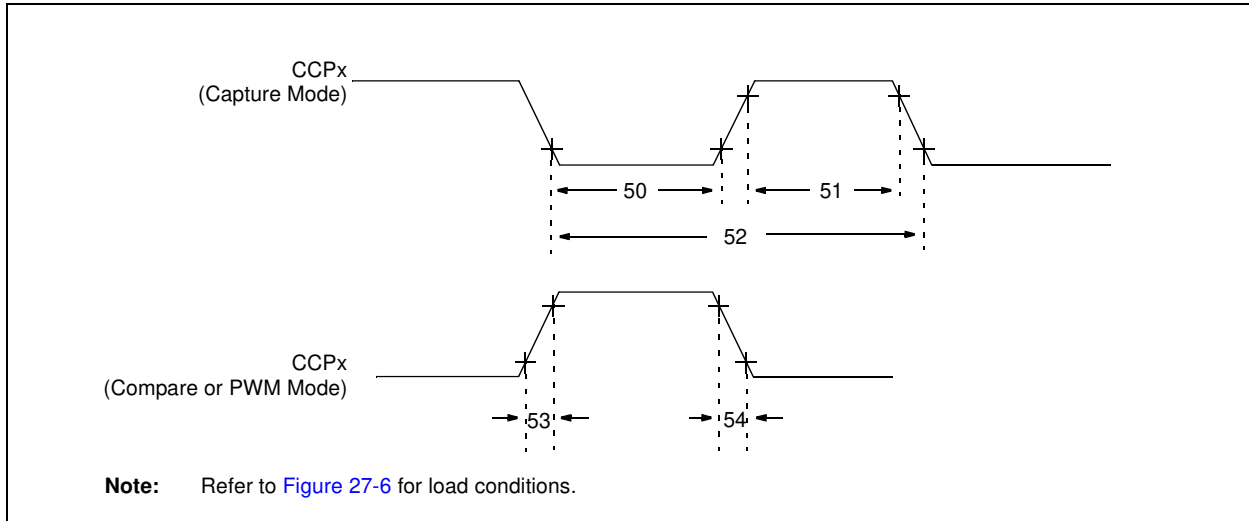 CCPx
(Capture Mode)
50
51
52
CCPx
(Compare or PWM Mode)
53
54
Note: Refer to Figure 27-6 for load conditions.